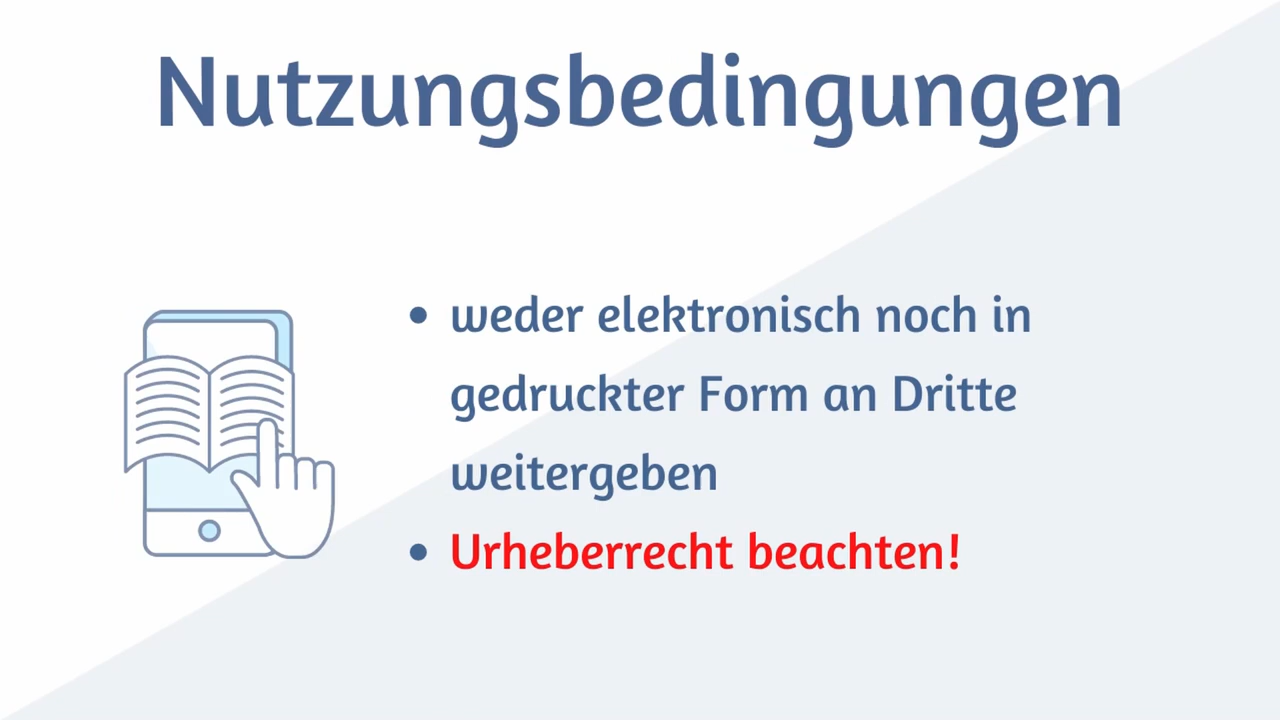 Nutzungsbedingungen
• weder elektronisch noch in
gedruckter Form an Dritte
weitergeben
• Urheberrecht beachten!